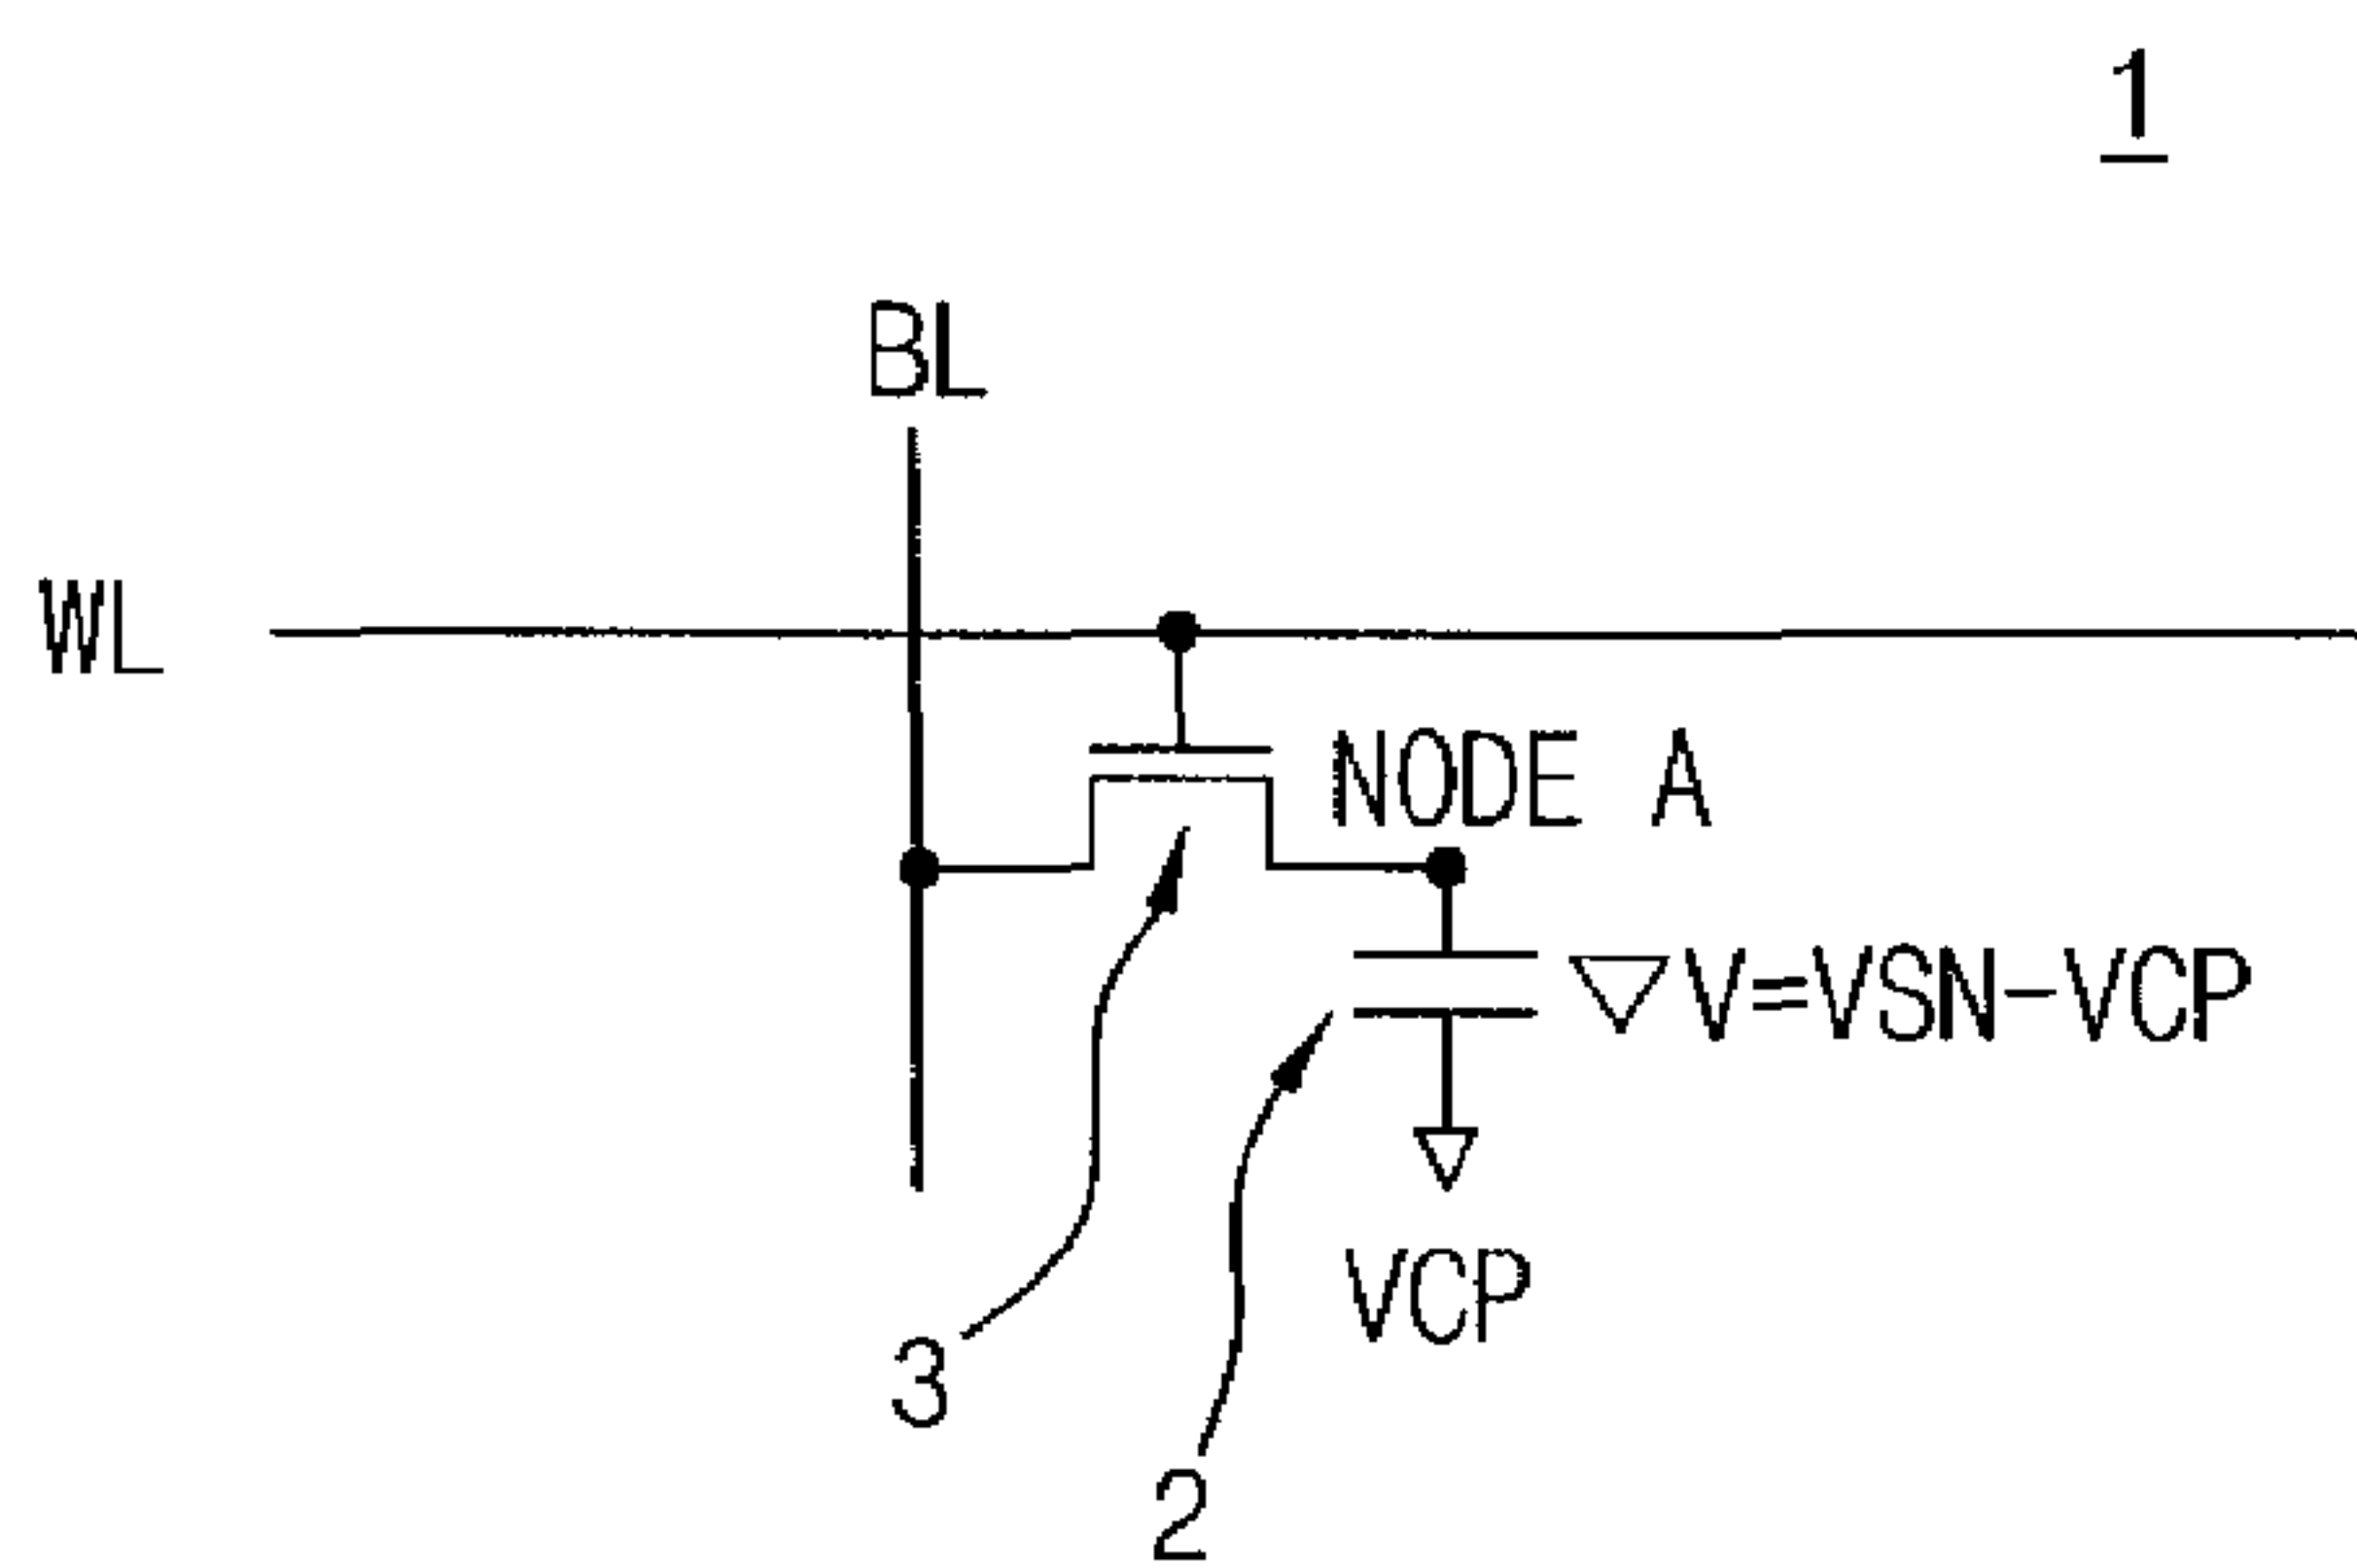 1
BL
WL
NODE A
▽V=VSN-VCP
VCP
3
2